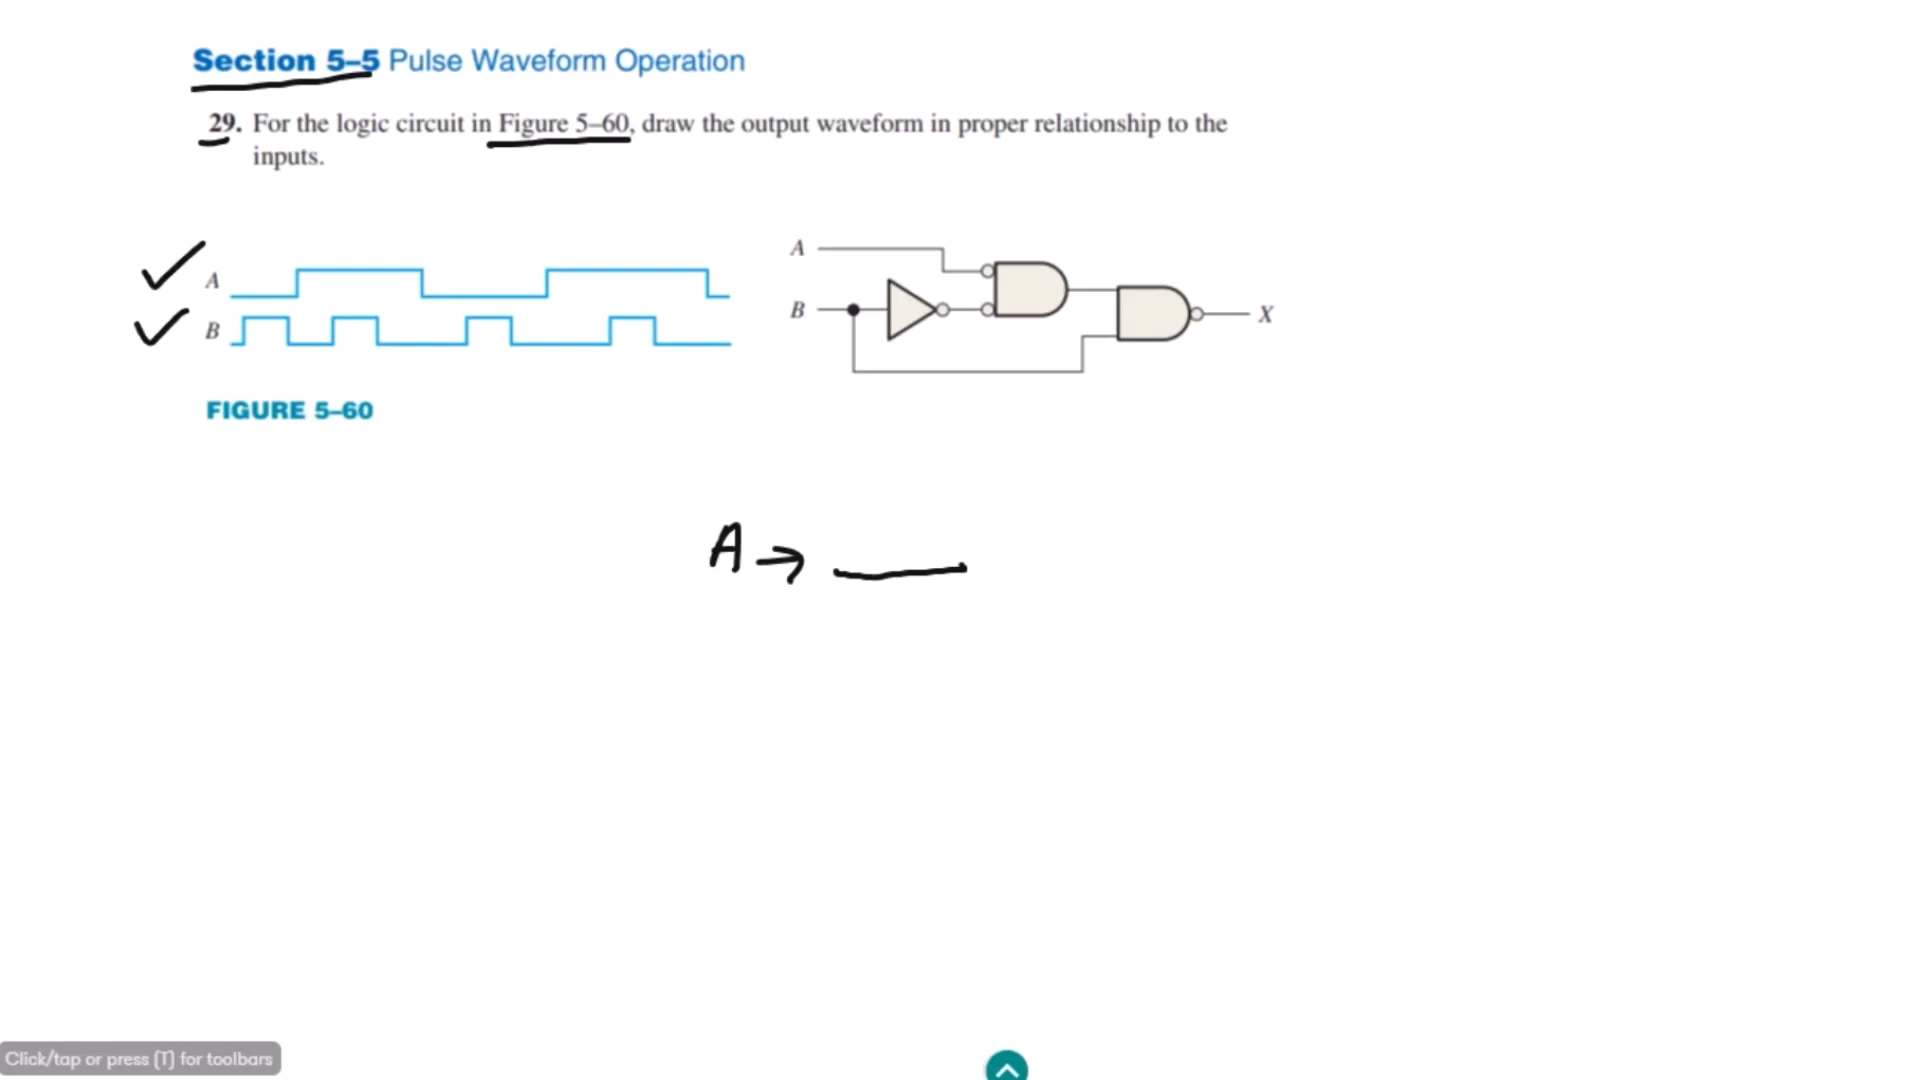 Section 5–5 Pulse Waveform Operation
29. For the logic circuit in Figure 5–60, draw the output waveform in proper relationship to the
inputs.
A
B
A
B
X
FIGURE 5–60
A →
Click/tap or press (T) for toolbars